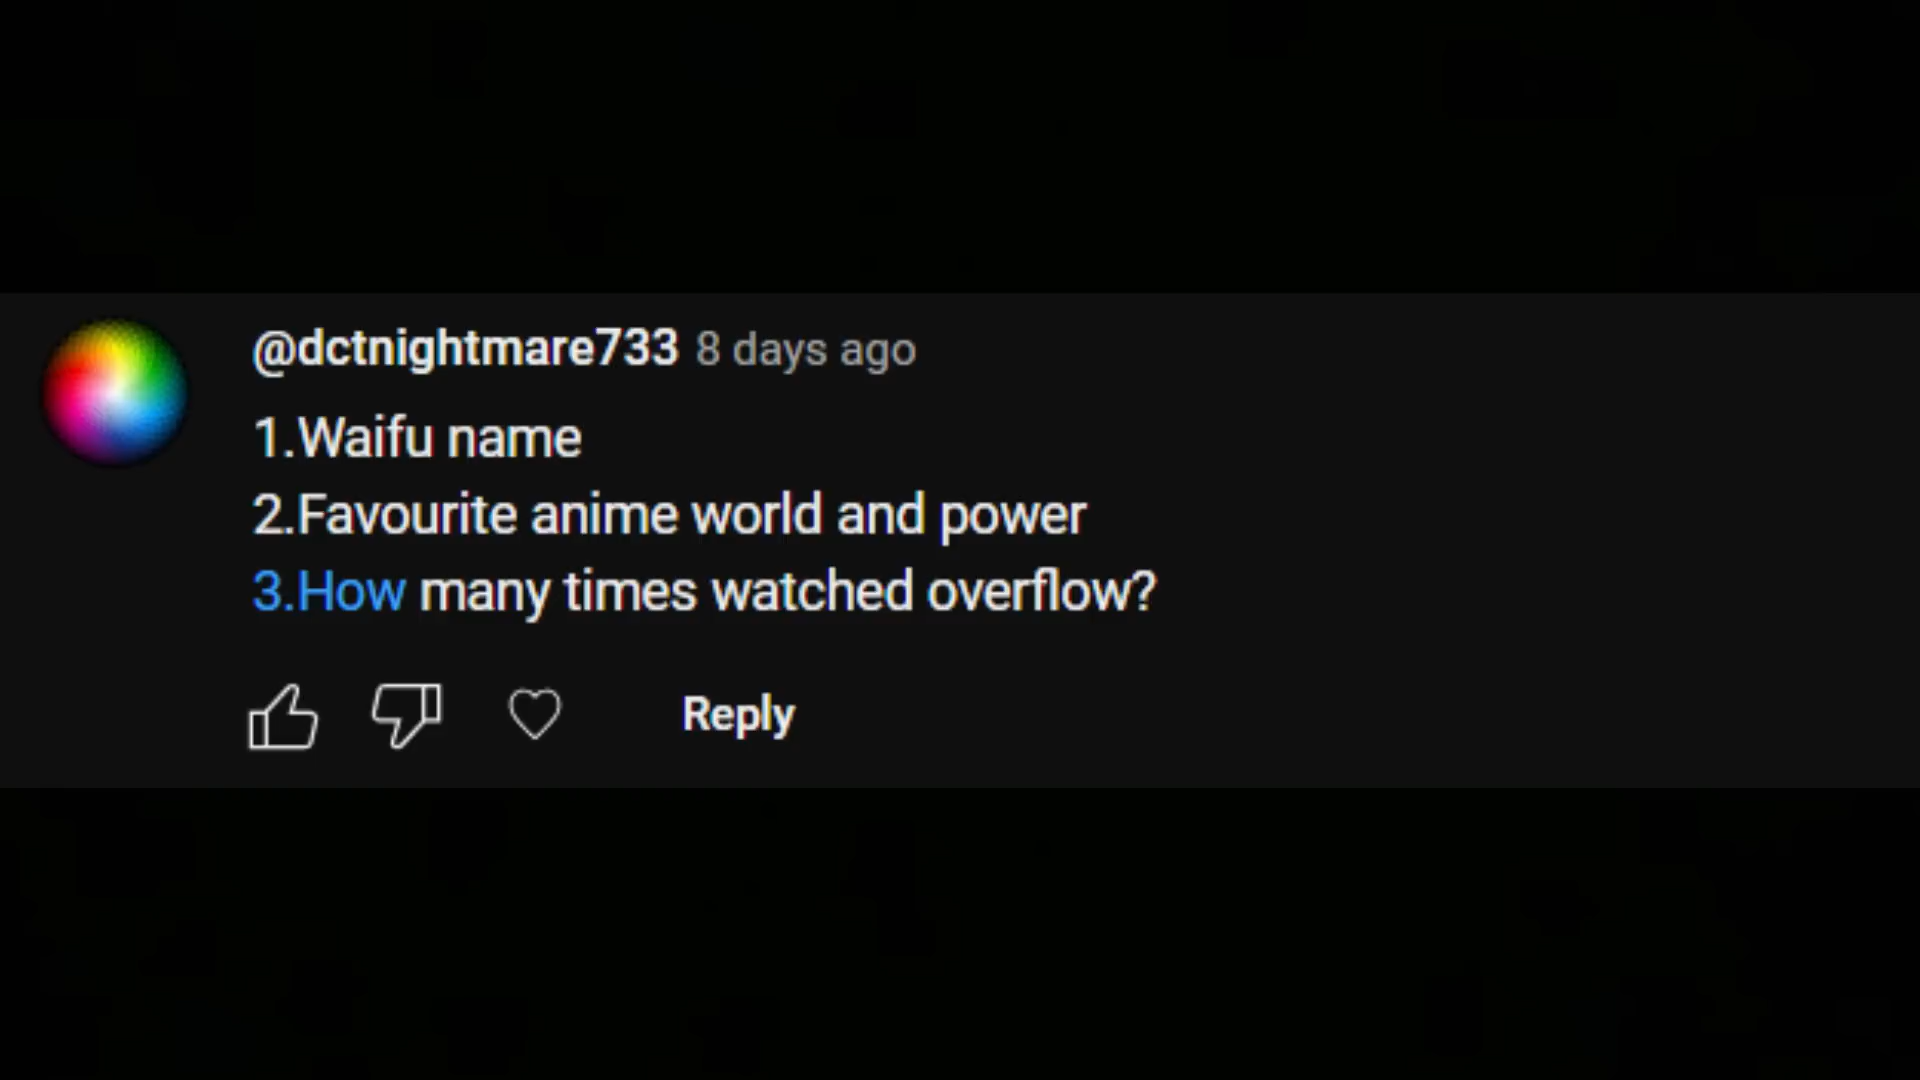 @dctnightmare733 8 days ago
1.Waifu name
2.Favourite anime world and power
3.How many times watched overflow?
Reply